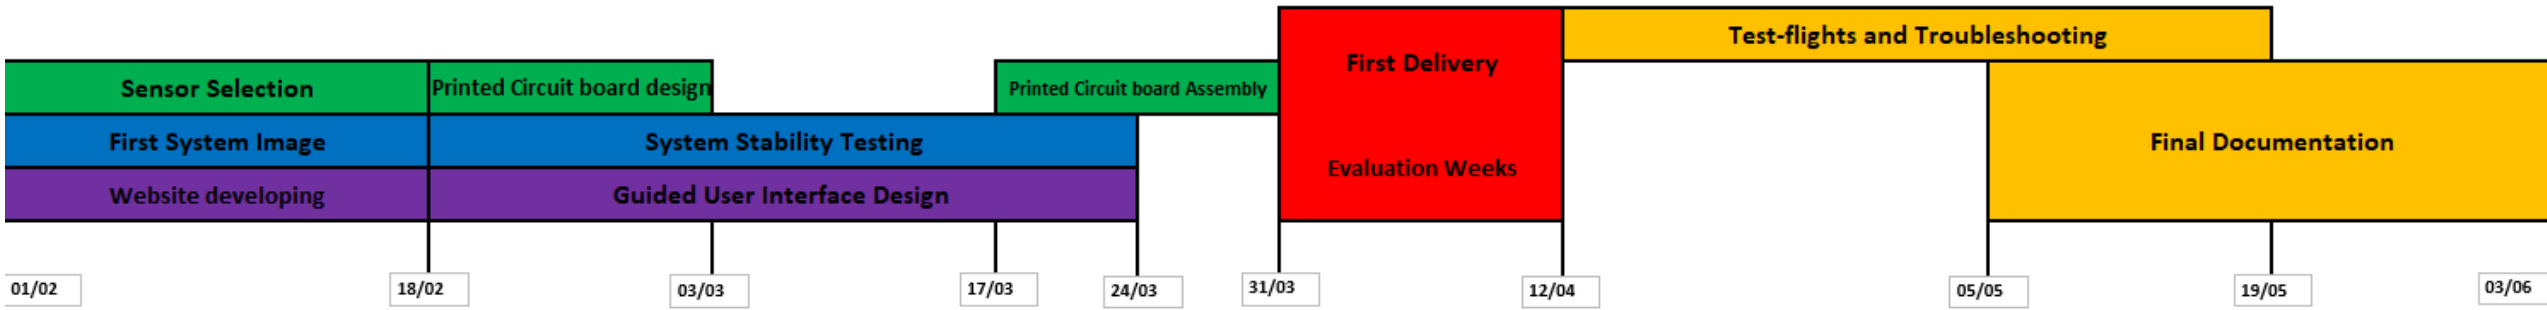 Test-flights and Troubleshooting
First Delivery
Sensor Selection
Printed Circuit board design
Printed Circuit board Assembly
First System Image
System Stability Testing
Final Documentation
Evaluation Weeks
Website developing
Guided User Interface Design
01/02
18/02
03/03
17/03
24/03
31/03
12/04
05/05
19/05
03/06